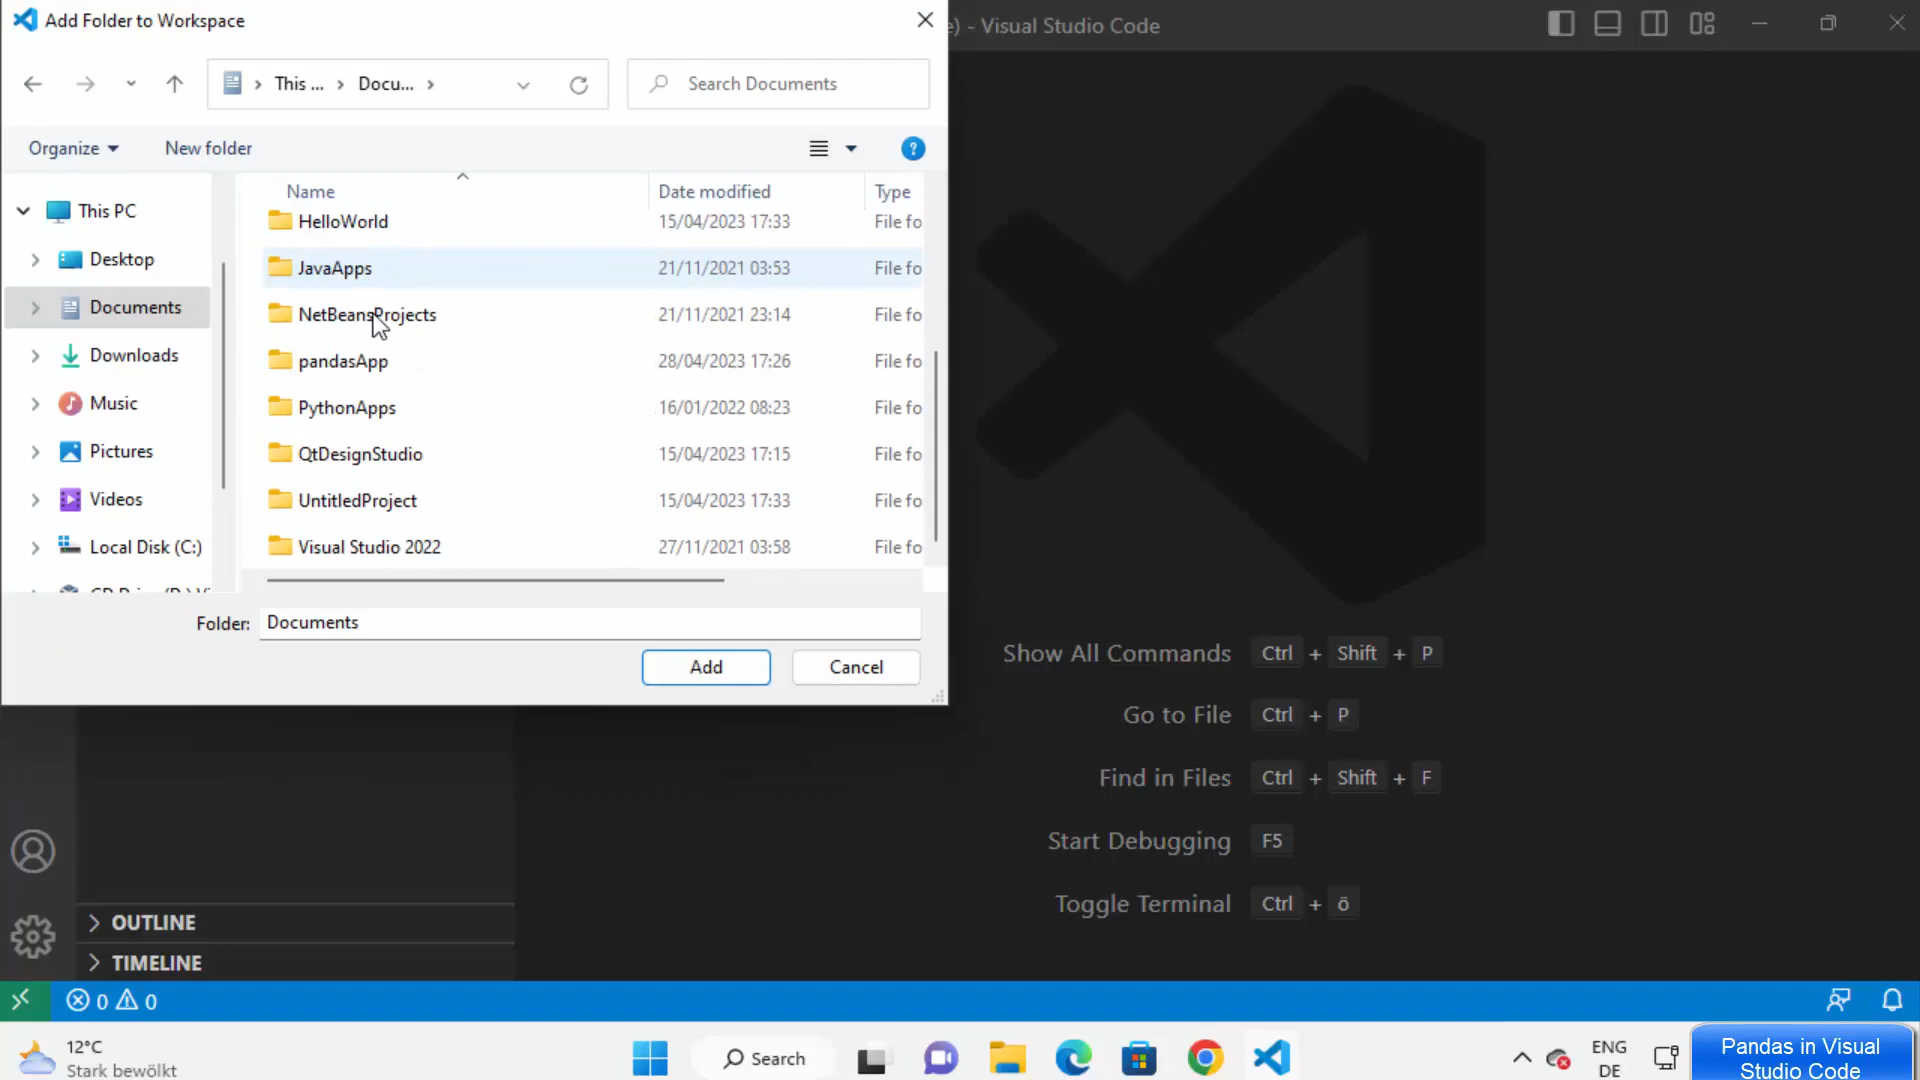 Add Folder to Workspace
e) - Visual Studio Code
This ...
Docu...
Search Documents
Organize
New folder
Name
Date modified
Type
This PC
Desktop
Documents
Downloads
Music
Pictures
Videos
Local Disk (C:)
HelloWorld 15/04/2023 17:33 File fo
JavaApps 21/11/2021 03:53 File fo
NetBeansProjects 21/11/2021 23:14 File fo
pandasApp 28/04/2023 17:26 File fo
PythonApps 16/01/2022 08:23 File fo
QtDesignStudio 15/04/2023 17:15 File fo
UntitledProject 15/04/2023 17:33 File fo
Visual Studio 2022 27/11/2021 03:58 File fo
Folder: Documents
Add
Cancel
Show All Commands Ctrl + Shift + P
Go to File Ctrl + P
Find in Files Ctrl + Shift + F
Start Debugging F5
Toggle Terminal Ctrl + ö
OUTLINE
TIMELINE
0 0
12°C
Stark bewölkt
Search
ENG
DE
Pandas in Visual
Studio Code